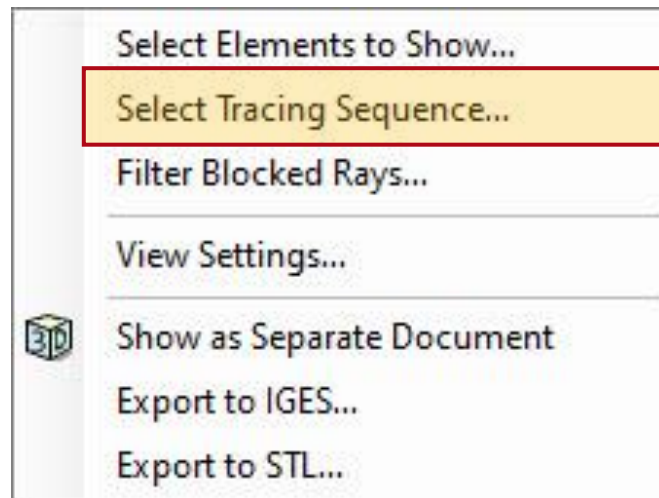 Select Elements to Show...
Select Tracing Sequence...
Filter Blocked Rays...
View Settings...
3D
Show as Separate Document
Export to IGES...
Export to STL...